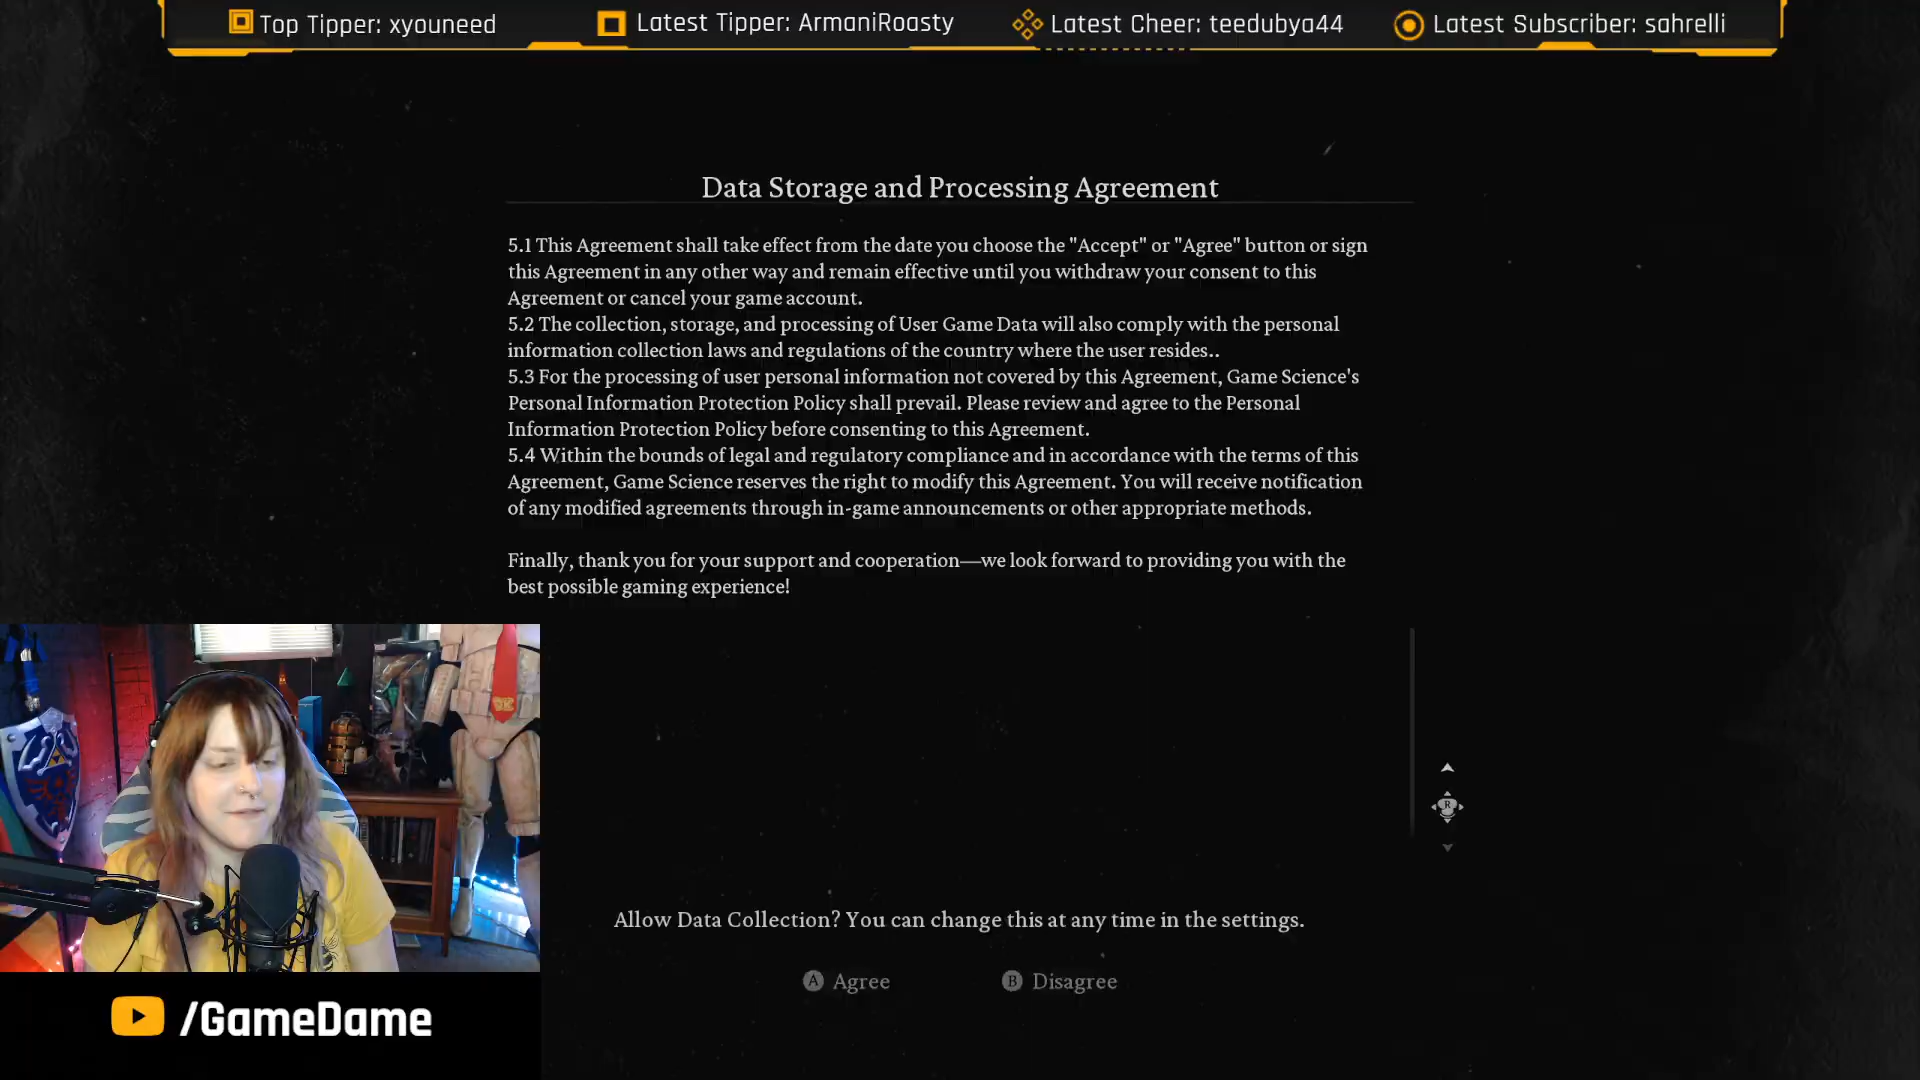 Top Tipper: xyouneed
Latest Tipper: ArmaniRoasty
Latest Cheer: teedubya44
Latest Subscriber: sahrelli
Data Storage and Processing Agreement
5.1 This Agreement shall take effect from the date you choose the "Accept" or "Agree" button or sign
this Agreement in any other way and remain effective until you withdraw your consent to this
Agreement or cancel your game account.
5.2 The collection, storage, and processing of User Game Data will also comply with the personal
information collection laws and regulations of the country where the user resides..
5.3 For the processing of user personal information not covered by this Agreement, Game Science's
Personal Information Protection Policy shall prevail. Please review and agree to the Personal
Information Protection Policy before consenting to this Agreement.
5.4 Within the bounds of legal and regulatory compliance and in accordance with the terms of this
Agreement, Game Science reserves the right to modify this Agreement. You will receive notification
of any modified agreements through in-game announcements or other appropriate methods.
Finally, thank you for your support and cooperation—we look forward to providing you with the
best possible gaming experience!
R
Allow Data Collection? You can change this at any time in the settings.
A Agree
B Disagree
/GameDame